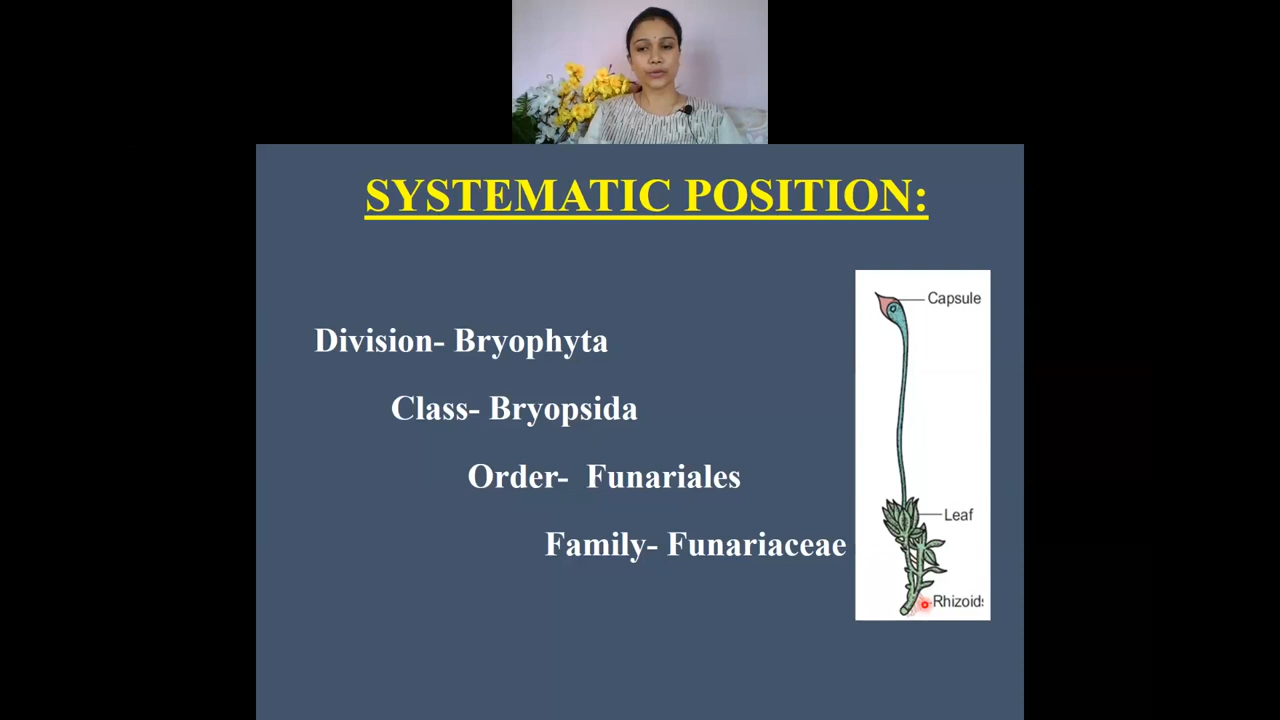 SYSTEMATIC POSITION:
Division- Bryophyta
Class- Bryopsida
Order- Funariales
Family- Funariaceae
Capsule
Leaf
Rhizoids